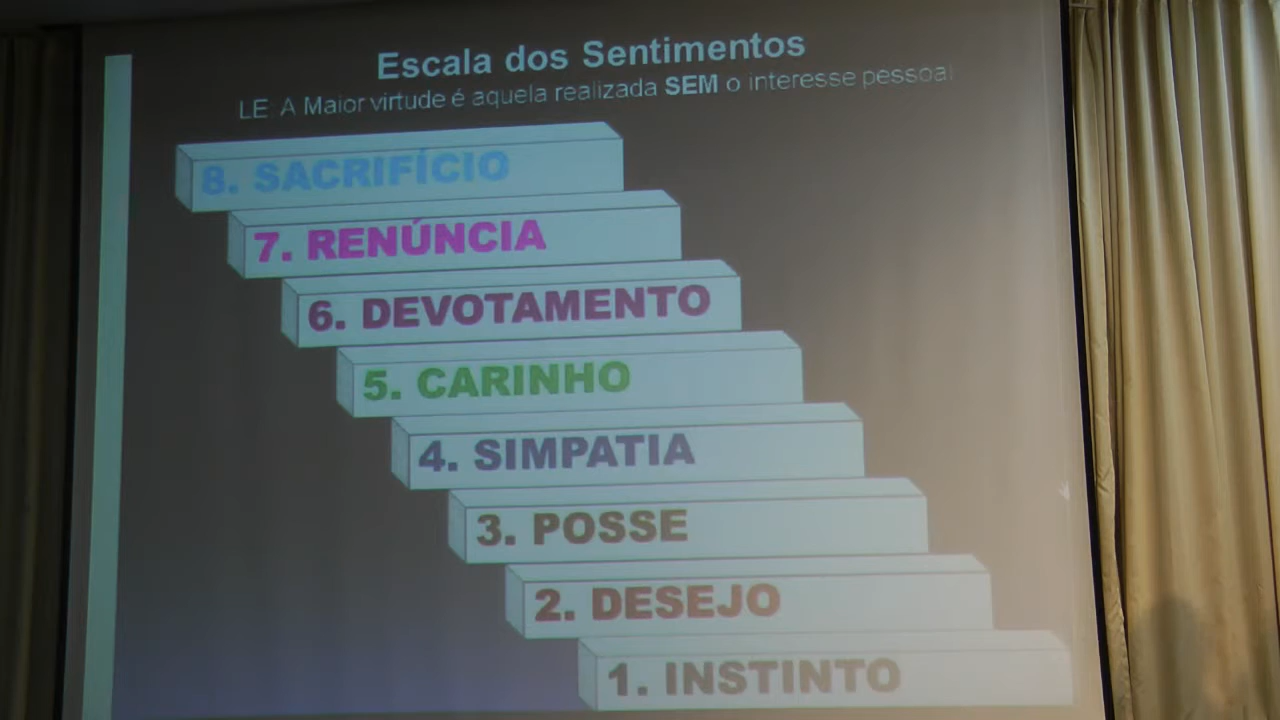 Escala dos Sentimentos
LE: A Maior virtude é aquela realizada SEM o interesse pessoal
8. SACRIFÍCIO
7. RENÚNCIA
6. DEVOTAMENTO
5. CARINHO
4. SIMPATIA
3. POSSE
2. DESEJO
1. INSTINTO